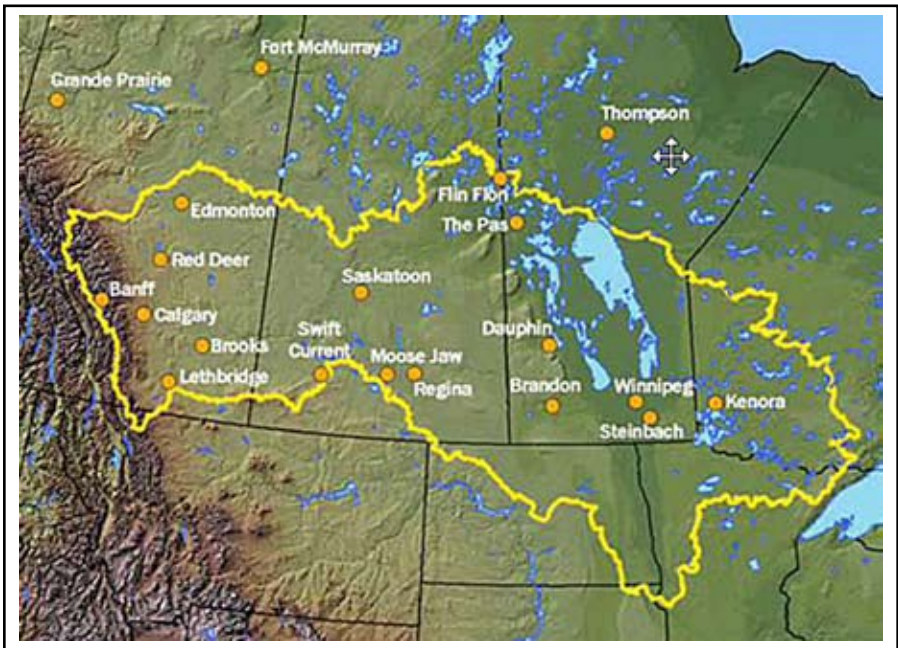 Fort McMurray
Grande Prairie
Thompson
Flin Flon
Edmonton
The Pas
Red Deer
Saskatoon
Banff
Calgary
Dauphin
Brooks
Swift
Current
Moose Jaw
Regina
Lethbridge
Brandon
Winnipeg
Kenora
Steinbach